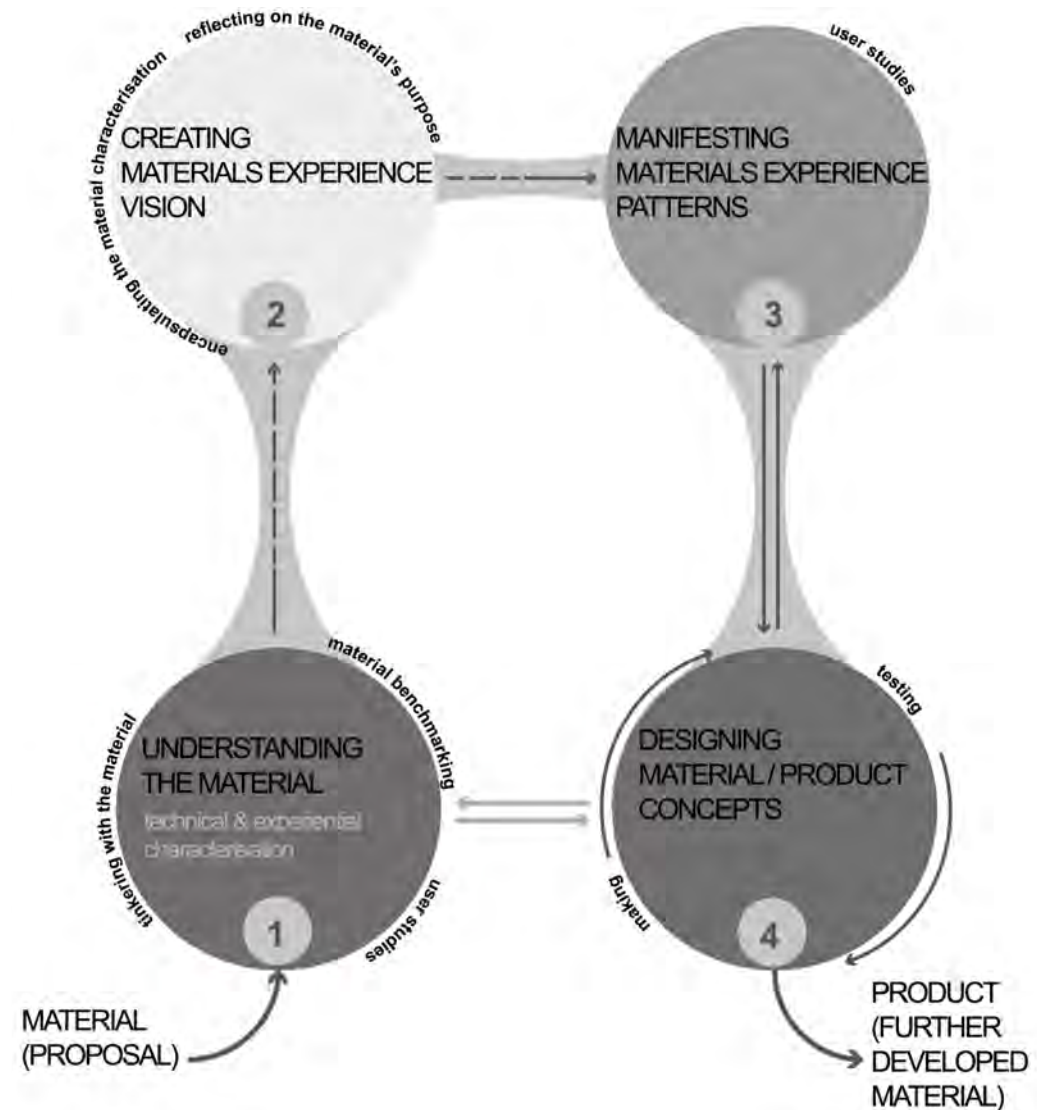 reflecting on the material's purpose
encapsulating the material characterisation
CREATING
MATERIALS EXPERIENCE
VISION
2
user studies
MANIFESTING
MATERIALS EXPERIENCE
PATTERNS
3
material benchmarking
tinkering with the material
UNDERSTANDING
THE MATERIAL
technical & experiential
characterisation
user studies
1
testing
DESIGNING
MATERIAL / PRODUCT
CONCEPTS
making
4
MATERIAL
(PROPOSAL)
PRODUCT
(FURTHER
DEVELOPED
MATERIAL)